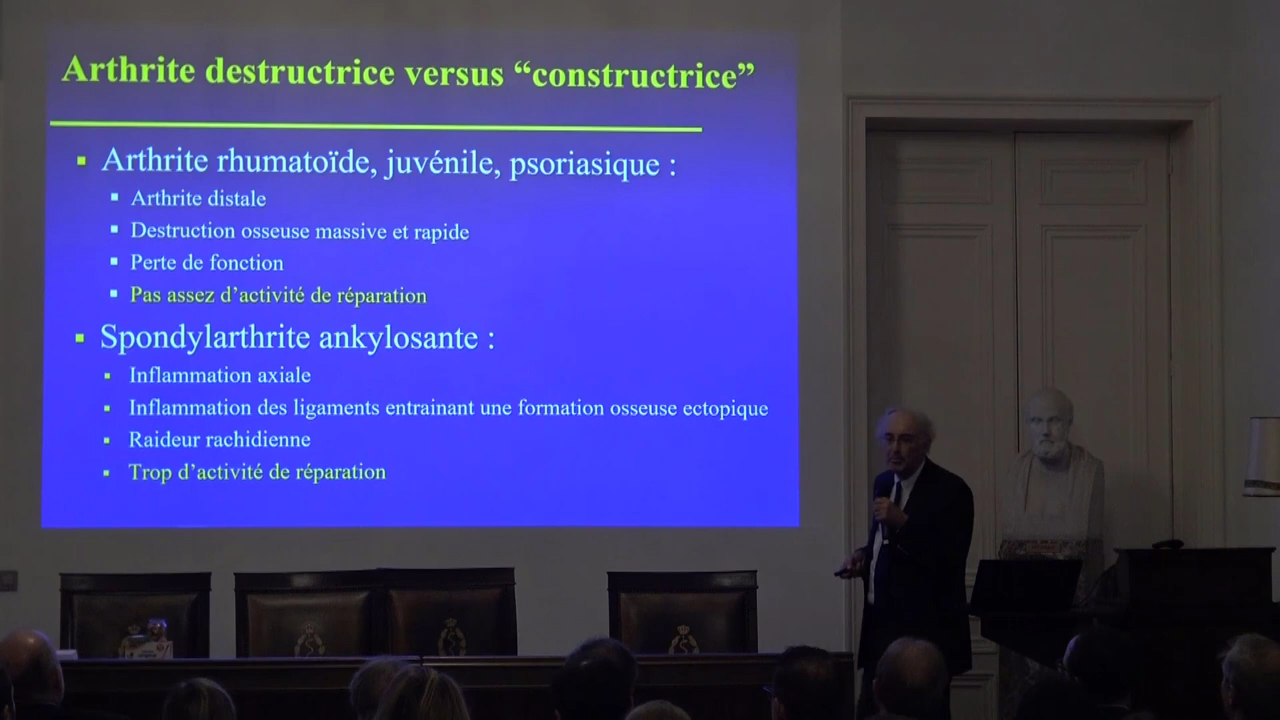 Arthrite destructrice versus “constructrice”
Arthrite rhumatoïde, juvénile, psoriasique :
Arthrite distale
Destruction osseuse massive et rapide
Perte de fonction
Pas assez d’activité de réparation
Spondylarthrite ankylosante :
Inflammation axiale
Inflammation des ligaments entrainant une formation osseuse ectopique
Raideur rachidienne
Trop d’activité de réparation